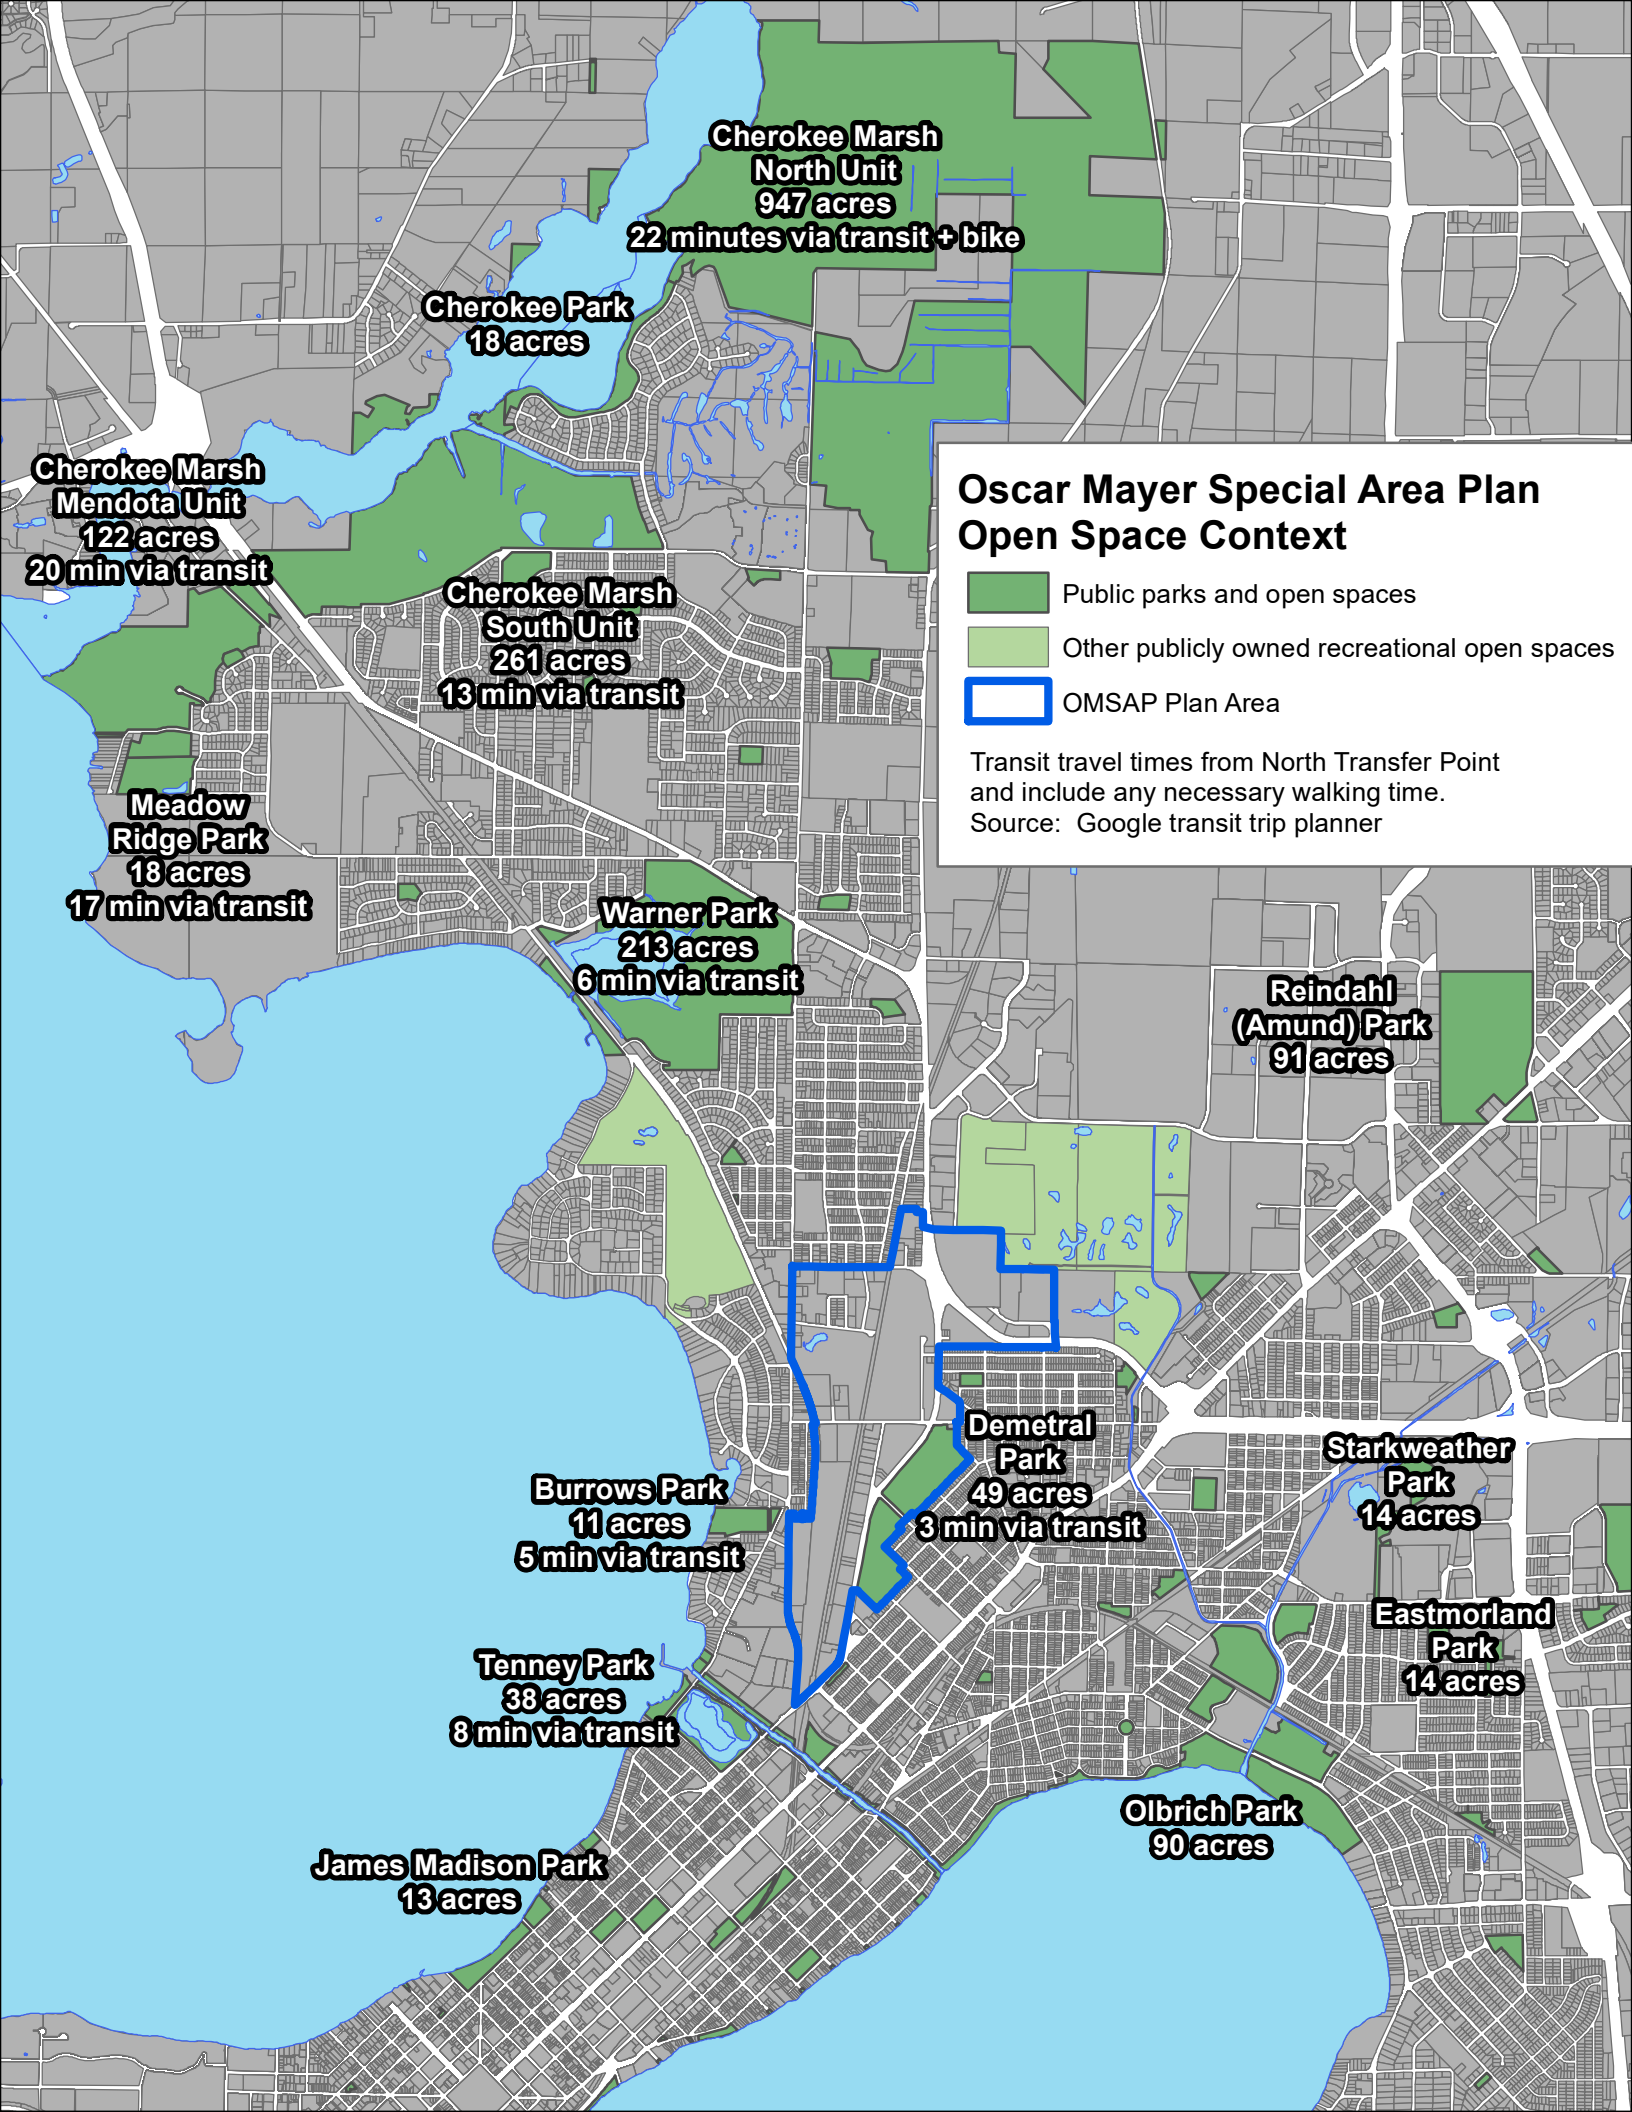 Cherokee Marsh
North Unit
947 acres
22 minutes via transit + bike
Cherokee Park
18 acres
Cherokee Marsh
Mendota Unit
122 acres
20 min via transit
Oscar Mayer Special Area Plan
Open Space Context
Public parks and open spaces
Other publicly owned recreational open spaces
OMSAP Plan Area
Transit travel times from North Transfer Point
and include any necessary walking time.
Source:  Google transit trip planner
Cherokee Marsh
South Unit
261 acres
13 min via transit
Meadow
Ridge Park
18 acres
17 min via transit
Warner Park
213 acres
6 min via transit
Reindahl
(Amund) Park
91 acres
Demetral
Park
49 acres
3 min via transit
Starkweather
Park
14 acres
Burrows Park
11 acres
5 min via transit
Eastmorland
Park
14 acres
Tenney Park
38 acres
8 min via transit
Olbrich Park
90 acres
James Madison Park
13 acres